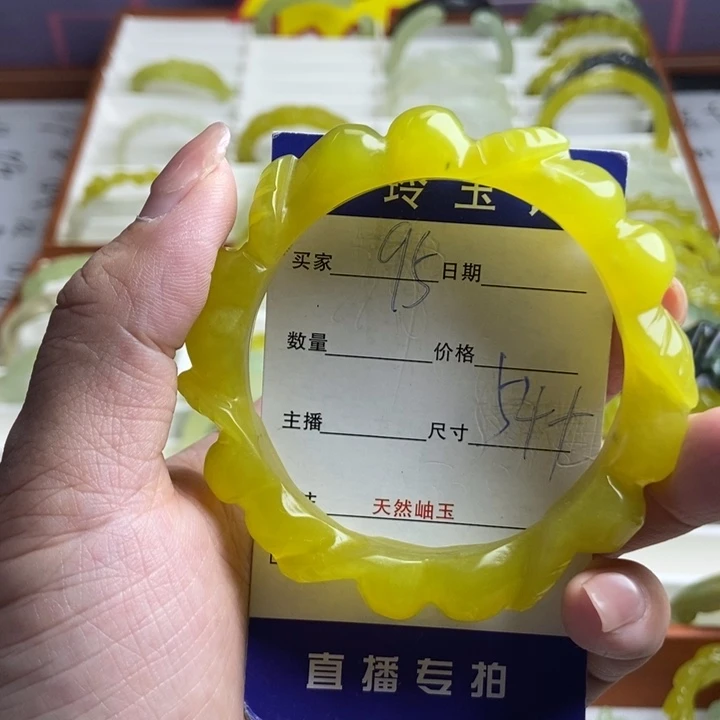 玲玉
买家 95 日期
数量 价格
主播 尺寸 54++
天然岫玉
直播专拍